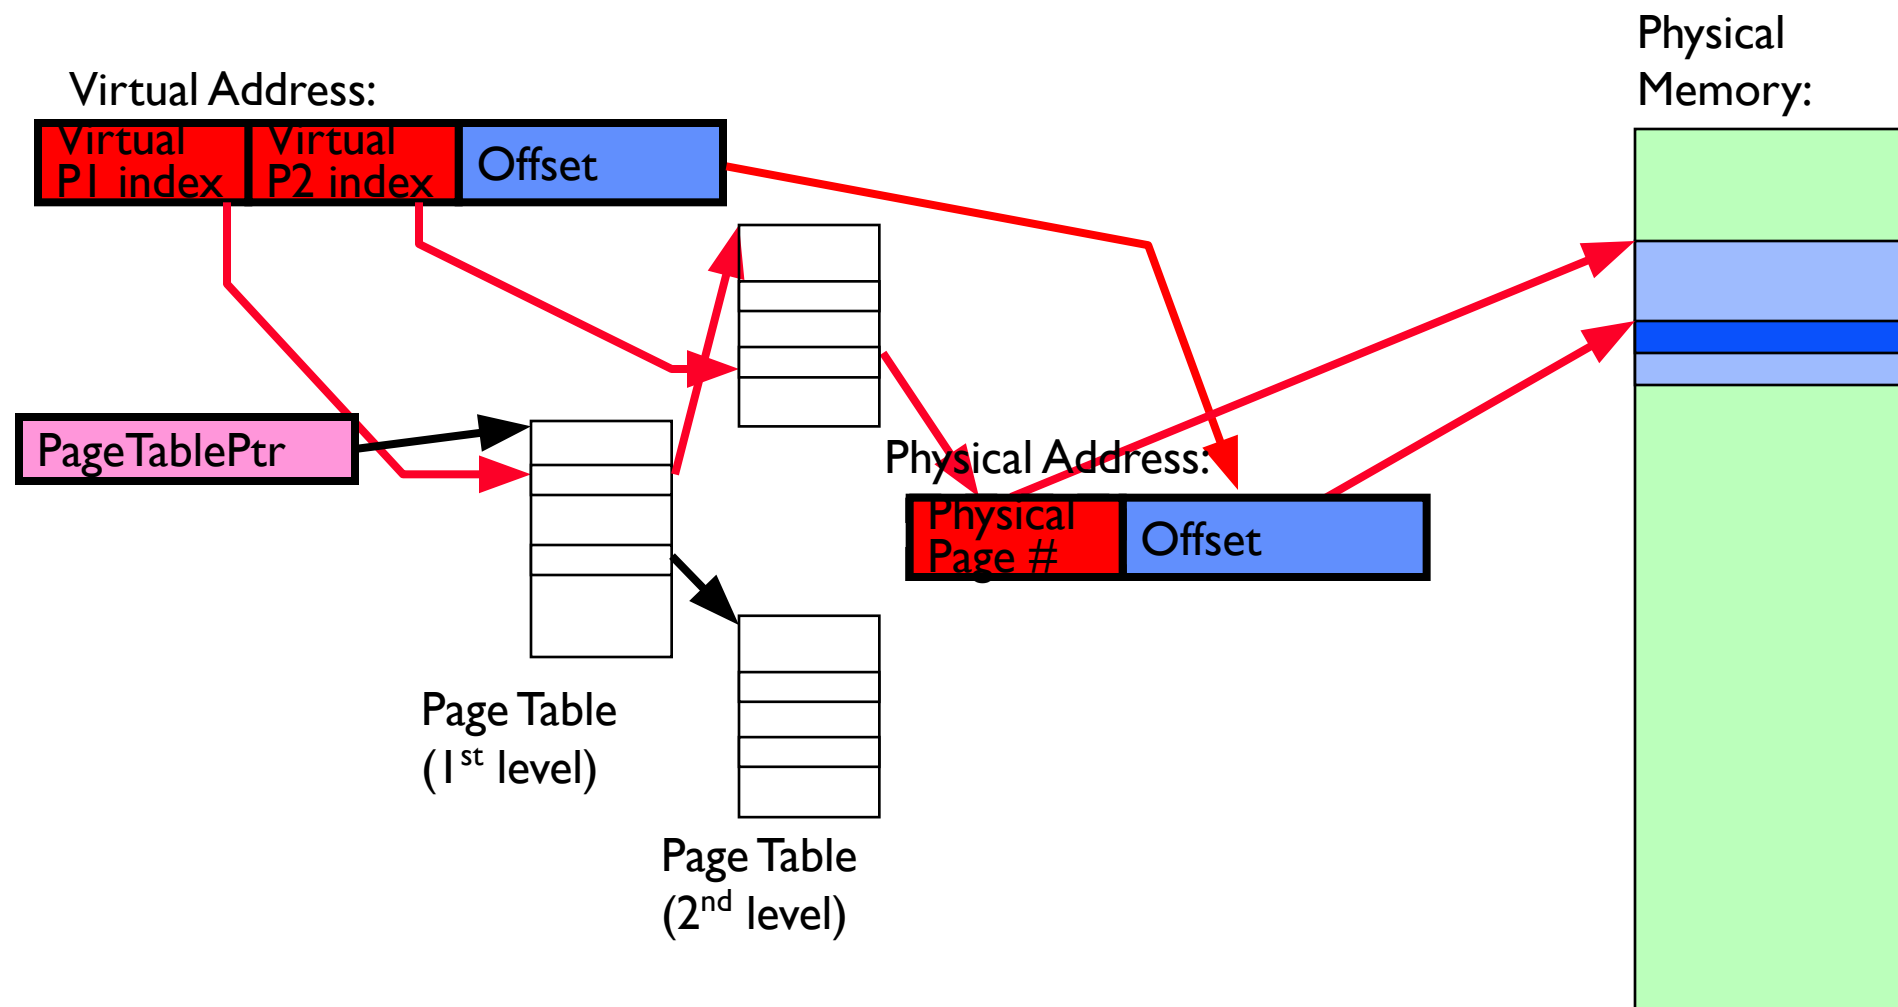 Physical
Memory:
Virtual Address:
Virtual
P1 index
Virtual
P2 index
Offset
PageTablePtr
Physical Address:
Physical
Page #
Offset
Page Table
(1st level)
Page Table
(2nd level)